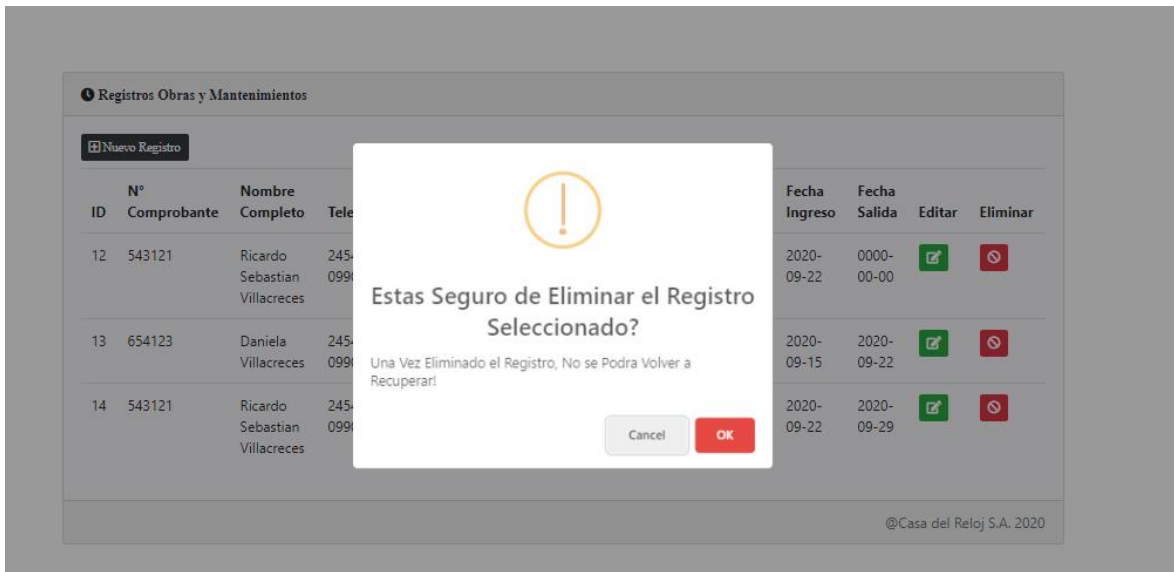 Registros Obras y Mantenimientos
Nuevo Registro
N° Nombre Fecha Fecha
ID Comprobante Completo Tele Ingreso Salida Editar Eliminar
12 543121 Ricardo 245 2020- 0000-
Sebastian 099 09-22 00-00
Villacreces
13 654123 Daniela 245 2020- 2020-
Villacreces 099 09-15 09-22
14 543121 Ricardo 245 2020- 2020-
Sebastian 099 09-22 09-29
Villacreces
Estas Seguro de Eliminar el Registro
Seleccionado?
Una Vez Eliminado el Registro, No se Podra Volver a
Recuperar!
Cancel OK
@Casa del Reloj S.A. 2020